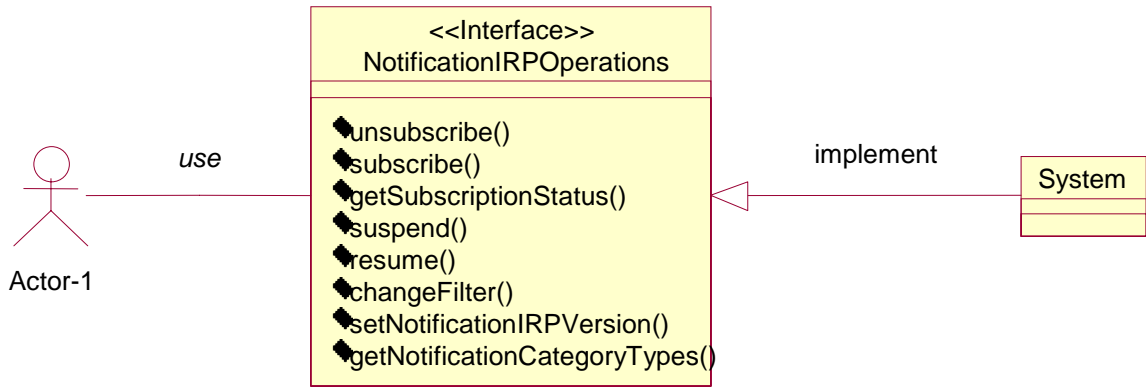 <<Interface>>
NotificationIRPOperations
unsubscribe()
subscribe()
getSubscriptionStatus()
suspend()
resume()
changeFilter()
setNotificationIRPVersion()
getNotificationCategoryTypes()
use
Actor-1
implement
System